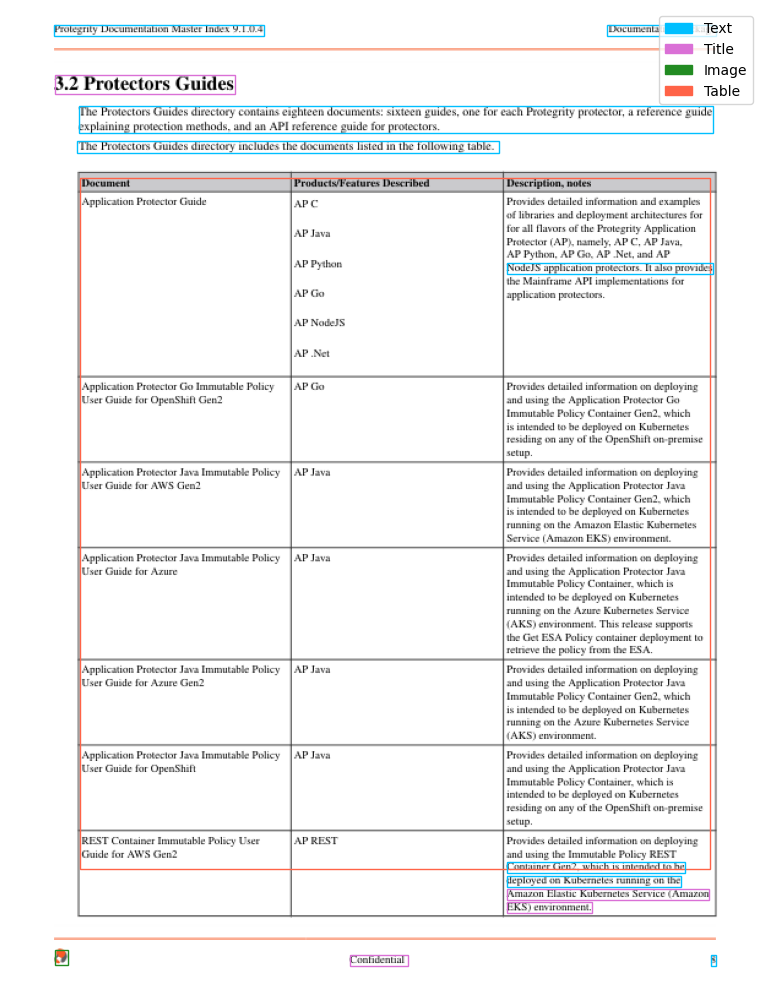 Protegrity Documentation Master Index 9.1.0.4
Documenta
Text
Title
Image
Table
3.2 Protectors Guides
The Protectors Guides directory contains eighteen documents: sixteen guides, one for each Protegrity protector, a reference guide
explaining protection methods, and an API reference guide for protectors.
The Protectors Guides directory includes the documents listed in the following table.
Document Products/Features Described Description, notes
Application Protector Guide
AP C
AP Java
AP Python
AP Go
AP NodeJS
AP .Net
Provides detailed information and examples
of libraries and deployment architectures for
for all flavors of the Protegrity Application
Protector (AP), namely, AP C, AP Java,
AP Python, AP Go, AP .Net, and AP
NodeJS application protectors. It also provides
the Mainframe API implementations for
application protectors.
Application Protector Go Immutable Policy
User Guide for OpenShift Gen2
AP Go
Provides detailed information on deploying
and using the Application Protector Go
Immutable Policy Container Gen2, which
is intended to be deployed on Kubernetes
residing on any of the OpenShift on-premise
setup.
Application Protector Java Immutable Policy
User Guide for AWS Gen2
AP Java
Provides detailed information on deploying
and using the Application Protector Java
Immutable Policy Container Gen2, which
is intended to be deployed on Kubernetes
running on the Amazon Elastic Kubernetes
Service (Amazon EKS) environment.
Application Protector Java Immutable Policy
User Guide for Azure
AP Java
Provides detailed information on deploying
and using the Application Protector Java
Immutable Policy Container, which is
intended to be deployed on Kubernetes
running on the Azure Kubernetes Service
(AKS) environment. This release supports
the Get ESA Policy container deployment to
retrieve the policy from the ESA.
Application Protector Java Immutable Policy
User Guide for Azure Gen2
AP Java
Provides detailed information on deploying
and using the Application Protector Java
Immutable Policy Container Gen2, which
is intended to be deployed on Kubernetes
running on the Azure Kubernetes Service
(AKS) environment.
Application Protector Java Immutable Policy
User Guide for OpenShift
AP Java
Provides detailed information on deploying
and using the Application Protector Java
Immutable Policy Container, which is
intended to be deployed on Kubernetes
residing on any of the OpenShift on-premise
setup.
REST Container Immutable Policy User
Guide for AWS Gen2
AP REST
Provides detailed information on deploying
and using the Immutable Policy REST
Container Gen2, which is intended to be
deployed on Kubernetes running on the
Amazon Elastic Kubernetes Service (Amazon
EKS) environment.
Confidential
8